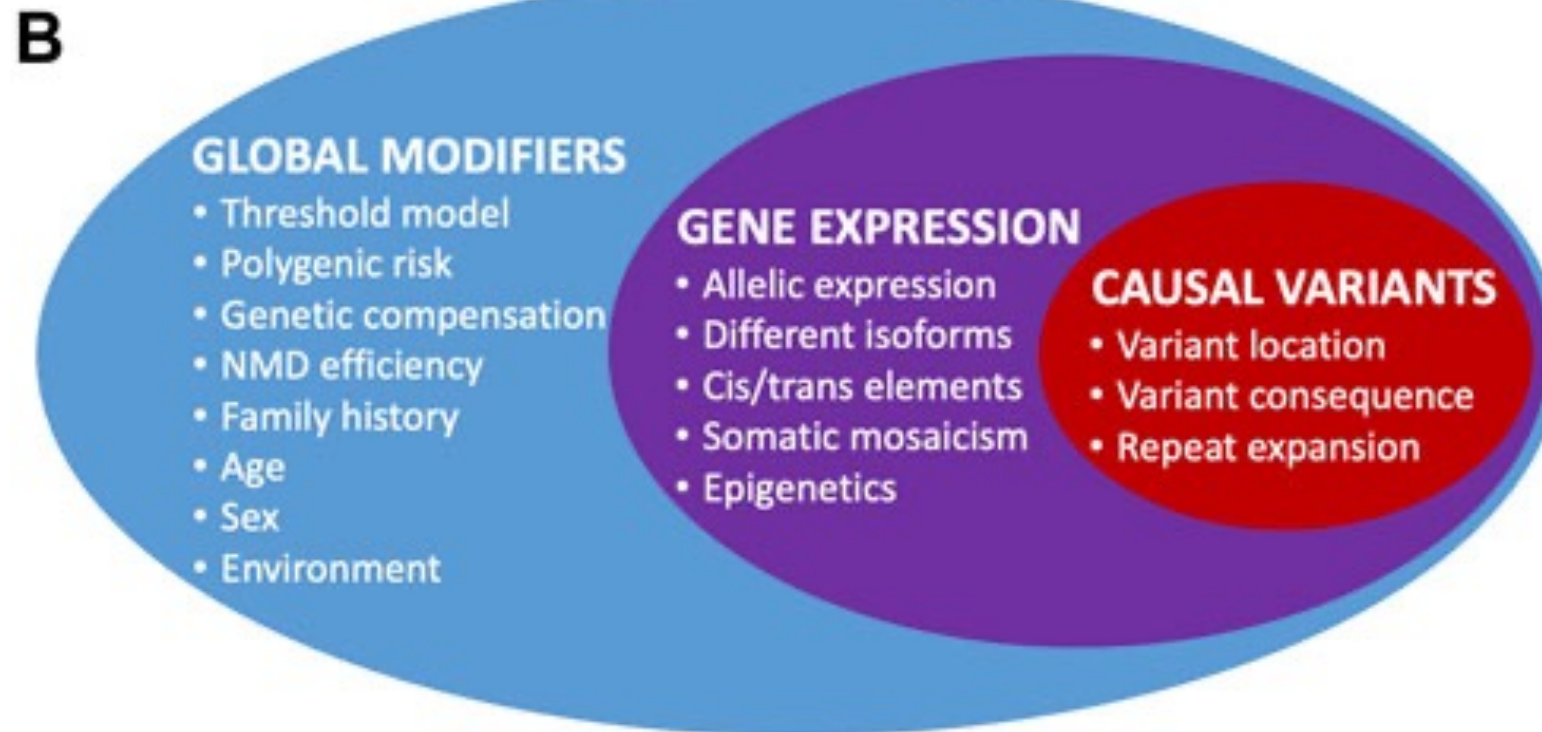 B
GLOBAL MODIFIERS
• Threshold model
• Polygenic risk
• Genetic compensation
• NMD efficiency
• Family history
• Age
• Sex
• Environment
GENE EXPRESSION
• Allelic expression
• Different isoforms
• Cis/trans elements
• Somatic mosaicism
• Epigenetics
CAUSAL VARIANTS
• Variant location
• Variant consequence
• Repeat expansion